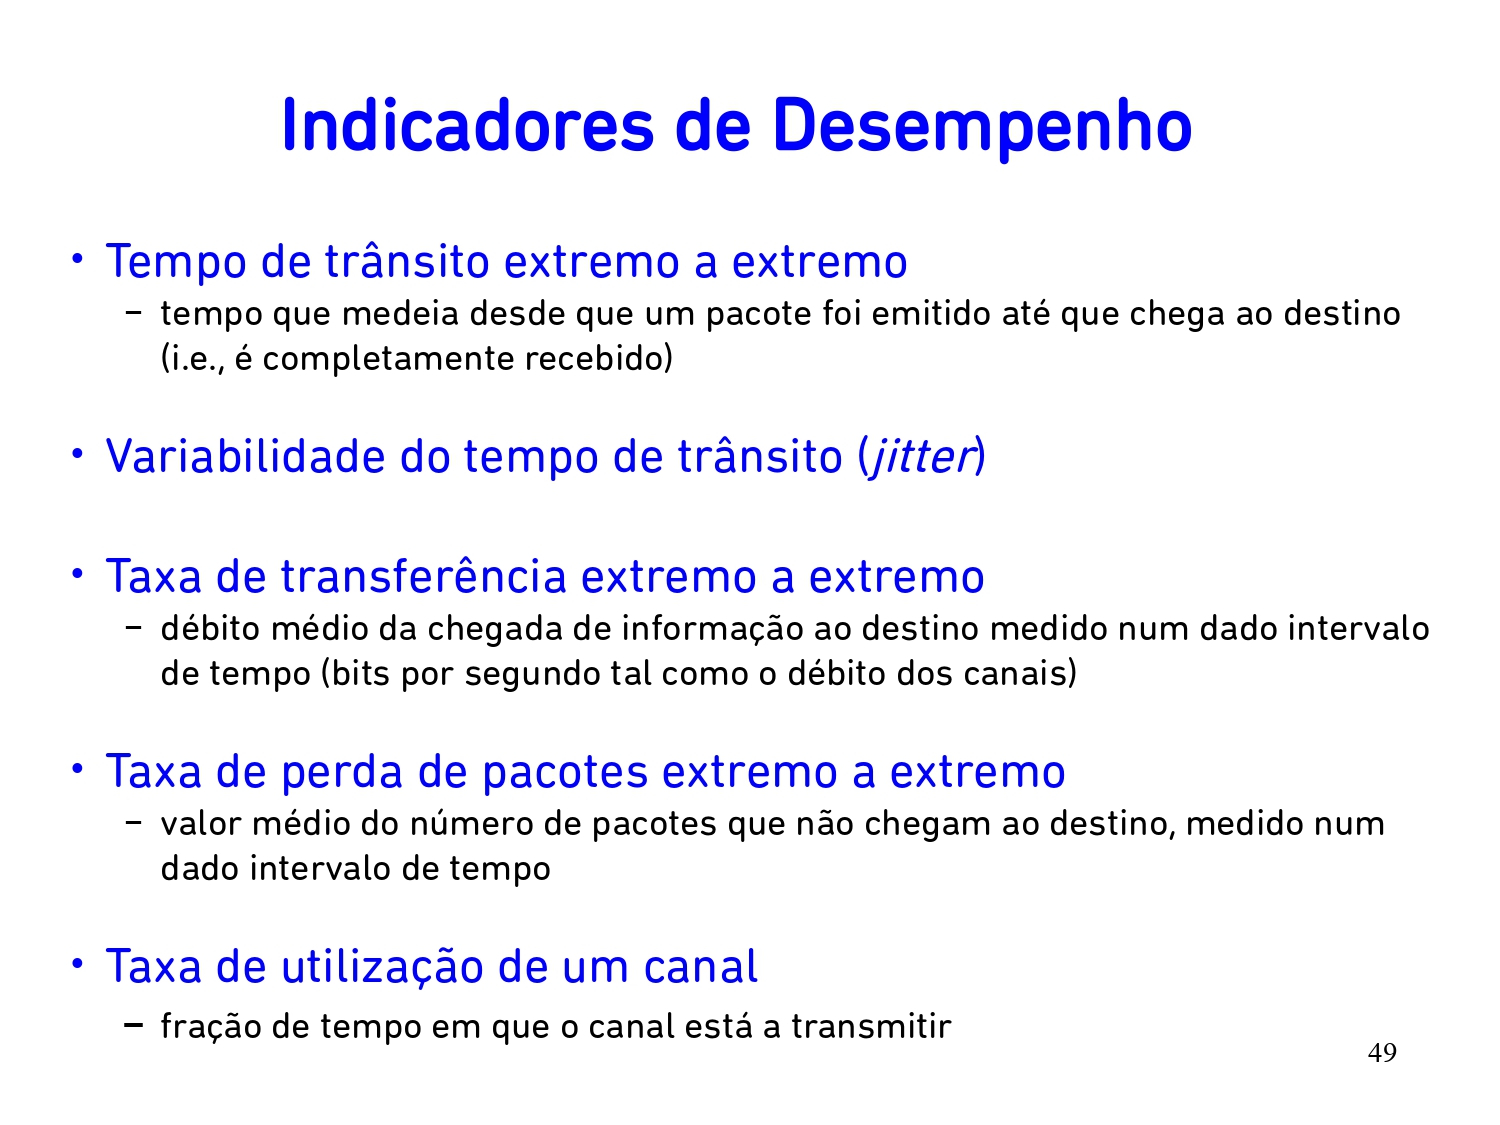 Indicadores de Desempenho
• Tempo de trânsito extremo a extremo
– tempo que medeia desde que um pacote foi emitido até que chega ao destino
(i.e., é completamente recebido)
• Variabilidade do tempo de trânsito (jitter)
• Taxa de transferência extremo a extremo
– débito médio da chegada de informação ao destino medido num dado intervalo
de tempo (bits por segundo tal como o débito dos canais)
• Taxa de perda de pacotes extremo a extremo
– valor médio do número de pacotes que não chegam ao destino, medido num
dado intervalo de tempo
• Taxa de utilização de um canal
– fração de tempo em que o canal está a transmitir
49